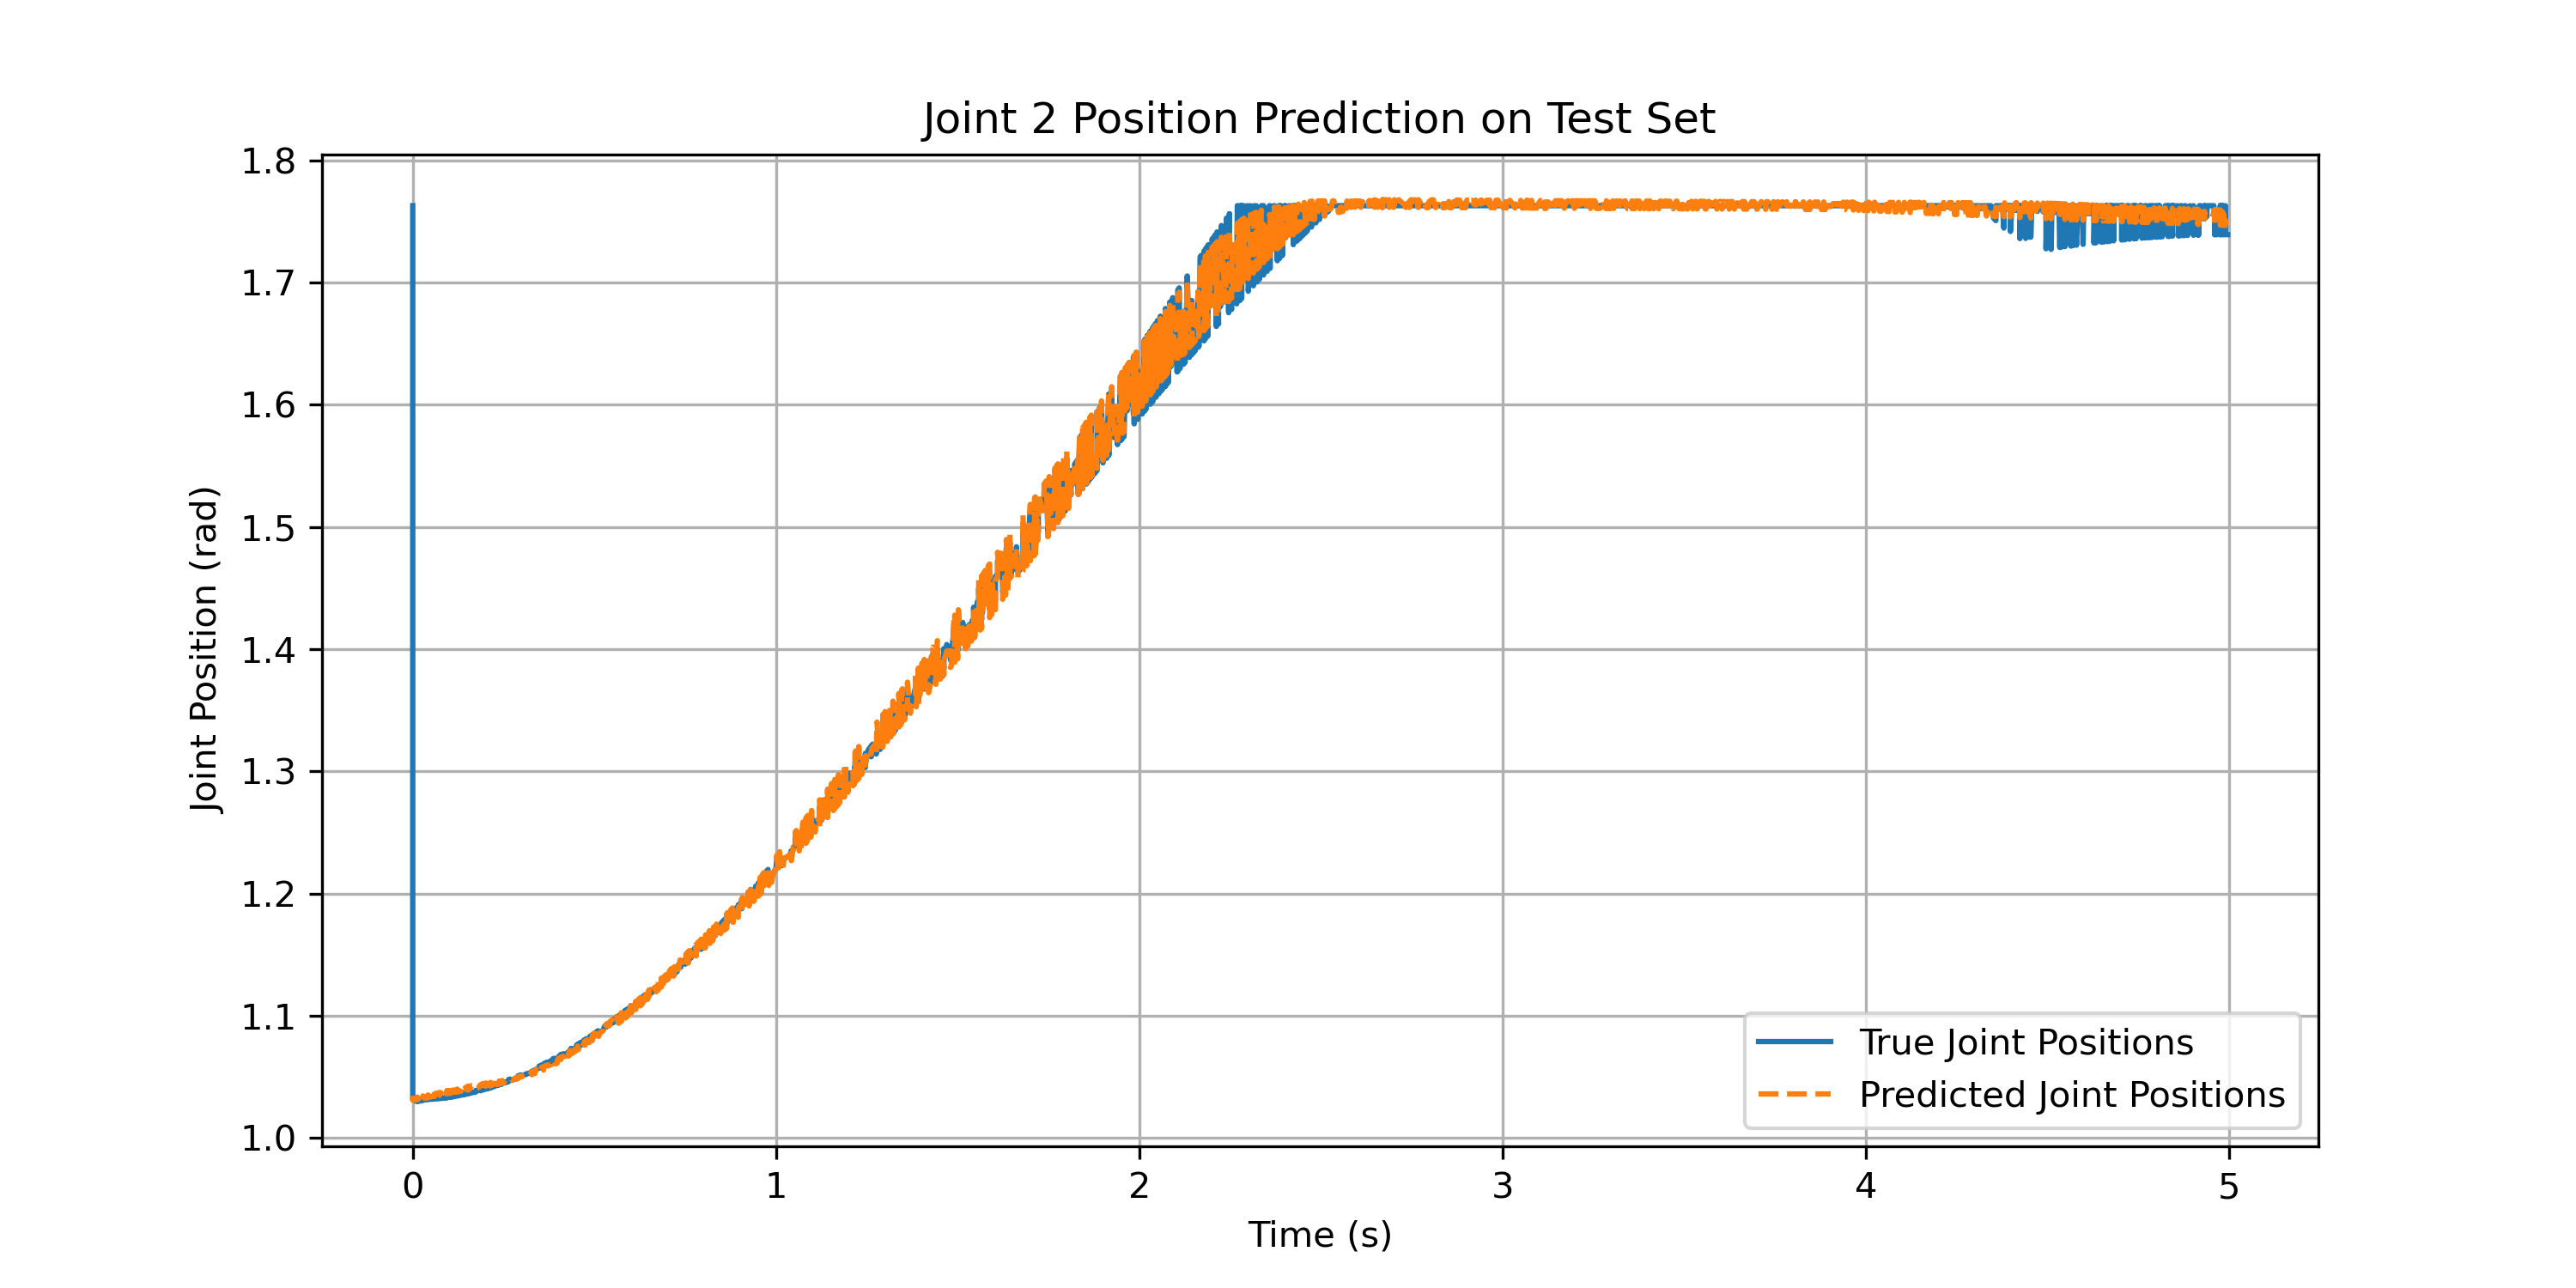 Joint 2 Position Prediction on Test Set
1.8
1.7
1.6
1.5
1.4
1.3
1.2
1.1
1.0
Joint Position (rad)
0 1 2 3 4 5
Time (s)
True Joint Positions
Predicted Joint Positions